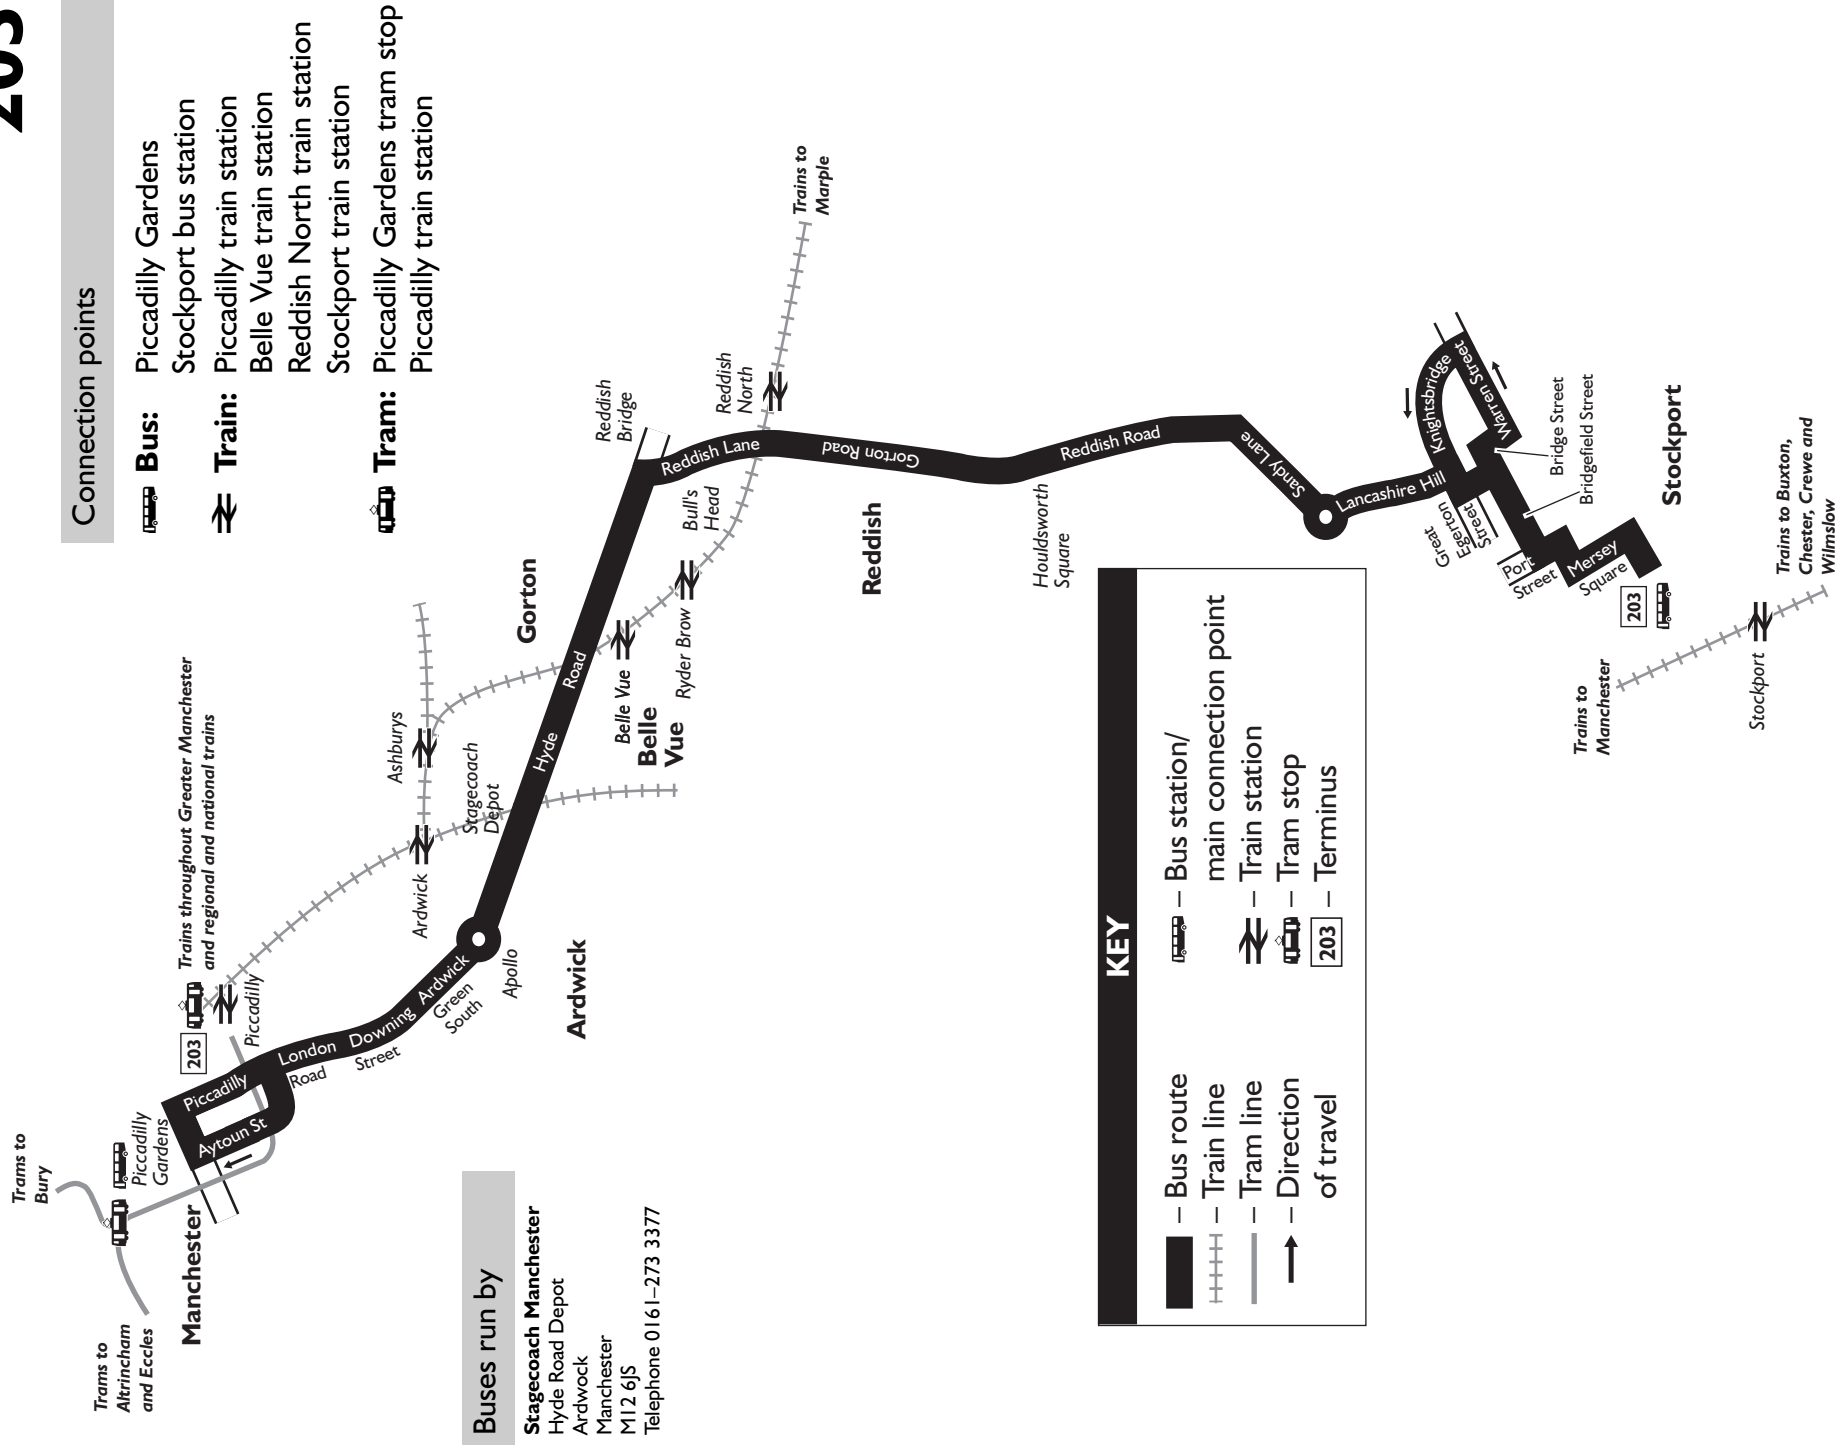 203
Connection points
Bus: Piccadilly Gardens
Stockport bus station
Train: Piccadilly train station
Belle Vue train station
Reddish North train station
Stockport train station
Tram: Piccadilly Gardens tram stop
Piccadilly train station
Trams to
Bury
Trams to
Altrincham
and Eccles
Manchester
Piccadilly
Gardens
Piccadilly
Aytoun St
203
Trains throughout Greater Manchester
and regional and national trains
Piccadilly
London
Road
Downing
Street
Ardwick
Green
South
Apollo
Ardwick
Ardwick
Ashburys
Stagecoach
Depot
Hyde
Road
Gorton
Belle Vue
Belle
Vue
Ryder Brow
Bull's
Head
Reddish
Bridge
Reddish Lane
Reddish
North
Trains to
Marple
Gorton Road
Reddish
Houldsworth
Square
Reddish Road
Sandy Lane
Lancashire Hill
Knightsbridge
Warren Street
Great
Egerton
Street
Bridge Street
Bridgefield Street
Port
Street
Mersey
Square
203
Stockport
Trains to
Manchester
Stockport
Trains to Buxton,
Chester, Crewe and
Wilmslow
Buses run by
Stagecoach Manchester
Hyde Road Depot
Ardwock
Manchester
M12 6JS
Telephone 0161–273 3377
KEY
– Bus route
– Train line
– Tram line
– Direction
of travel
– Bus station/
main connection point
– Train station
– Tram stop
203 – Terminus